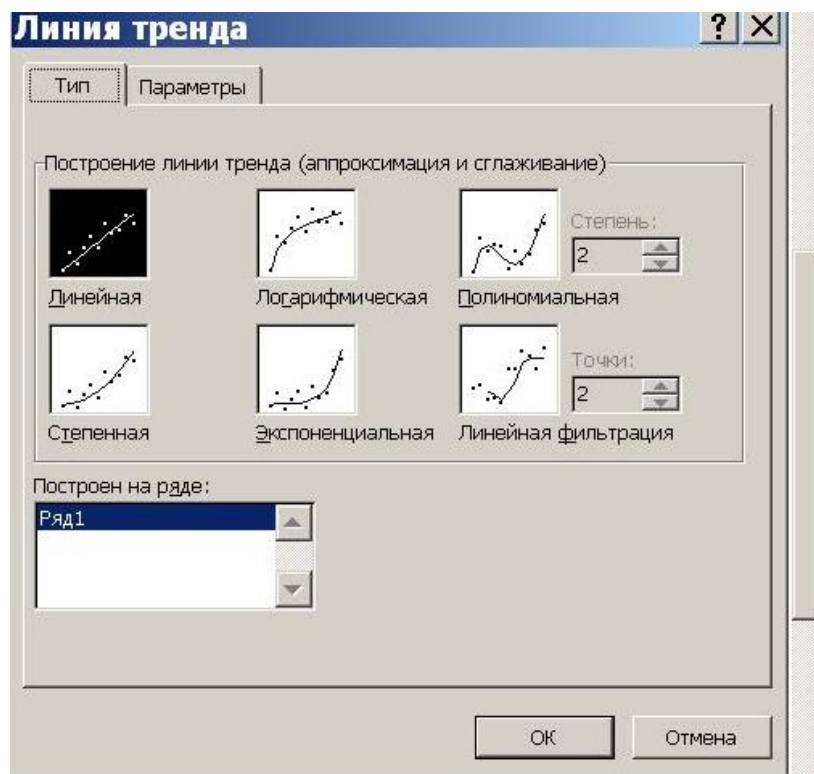 Линия тренда
Тип Параметры
Построение линии тренда (аппроксимация и сглаживание)
Степень:
2
Линейная Логарифмическая Полиномиальная
Точки:
2
Степенная Экспоненциальная Линейная фильтрация
Построен на ряде:
Ряд1
ОК Отмена